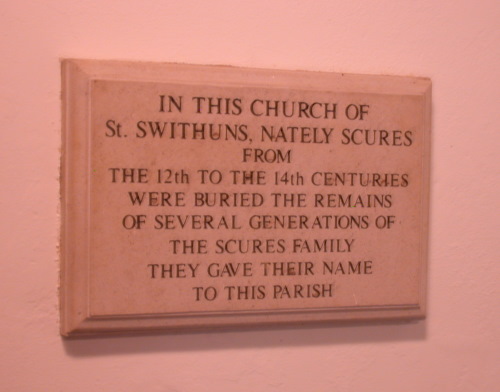 IN THIS CHURCH OF
St. SWITHUNS, NATELY SCURES
FROM
THE 12th TO THE 14th CENTURIES
WERE BURIED THE REMAINS
OF SEVERAL GENERATIONS OF
THE SCURES FAMILY
THEY GAVE THEIR NAME
TO THIS PARISH